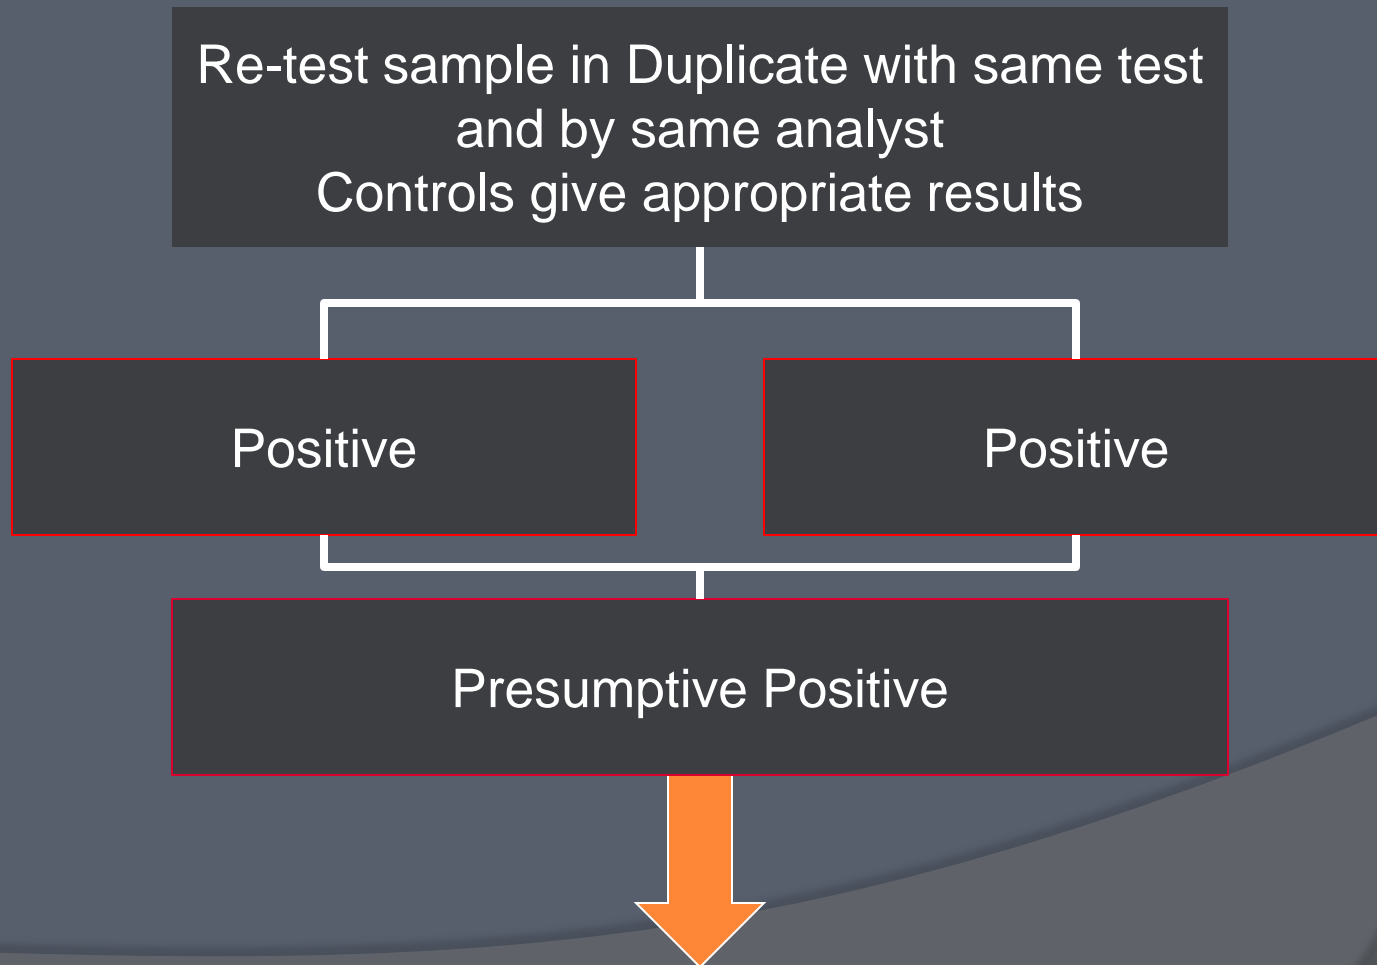 Re-test sample in Duplicate with same test
and by same analyst
Controls give appropriate results
Positive
Positive
Presumptive Positive